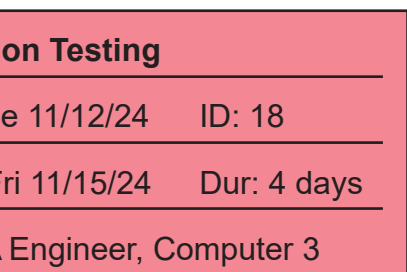 on Testing
e 11/12/24 ID: 18
ri 11/15/24 Dur: 4 days
Engineer, Computer 3